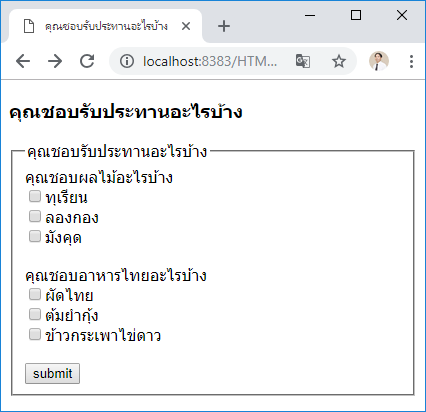 คุณชอบรับประทานอะไรบ้าง
localhost:8383/HTM...
คุณชอบรับประทานอะไรบ้าง
คุณชอบรับประทานอะไรบ้าง
คุณชอบผลไม้อะไรบ้าง
ทุเรียน
ลองกอง
มังคุด
คุณชอบอาหารไทยอะไรบ้าง
ผัดไทย
ต้มยำกุ้ง
ข้าวกระเพาไข่ดาว
submit